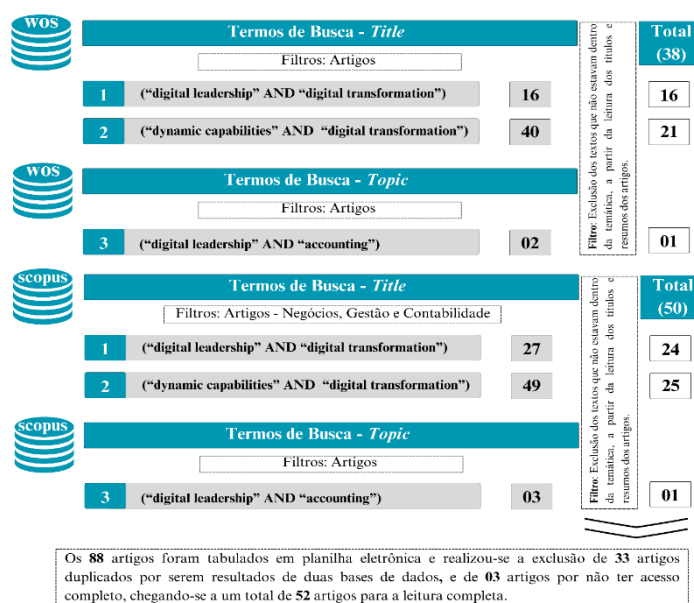 wos
Termos de Busca - Title
Total
(38)
Filtros: Artigos
1 (“digital leadership” AND “digital transformation”) 16 16
2 (“dynamic capabilities” AND “digital transformation”) 40 21
Filtro: Exclusão dos textos que não estavam dentro
da temática, a partir da leitura dos títulos e
resumos dos artigos.
wos
Termos de Busca - Topic
Filtros: Artigos
3 (“digital leadership” AND “accounting”) 02 01
scopus
Termos de Busca - Title
Total
(50)
Filtros: Artigos - Negócios, Gestão e Contabilidade
1 (“digital leadership” AND “digital transformation”) 27 24
2 (“dynamic capabilities” AND “digital transformation”) 49 25
Filtro: Exclusão dos textos que não estavam dentro
da temática, a partir da leitura dos títulos e
resumos dos artigos.
scopus
Termos de Busca - Topic
Filtros: Artigos
3 (“digital leadership” AND “accounting”) 03 01
Os 88 artigos foram tabulados em planilha eletrônica e realizou-se a exclusão de 33 artigos
duplicados por serem resultados de duas bases de dados, e de 03 artigos por não ter acesso
completo, chegando-se a um total de 52 artigos para a leitura completa.